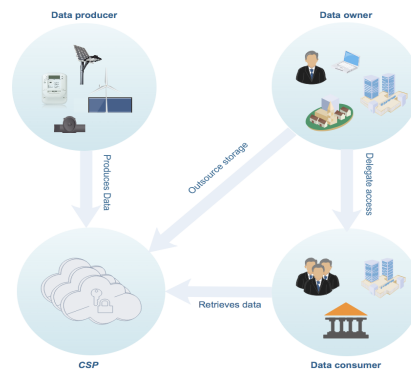 Data producer
Data owner
Produces Data
Outsource storage
Delegate access
Retrieves data
CSP
Data consumer